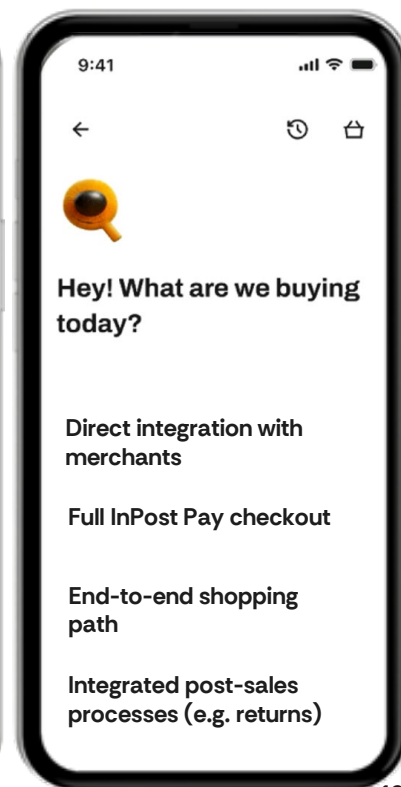 9:41
Hey! What are we buying
today?
Direct integration with
merchants
Full InPost Pay checkout
End-to-end shopping
path
Integrated post-sales
processes (e.g. returns)